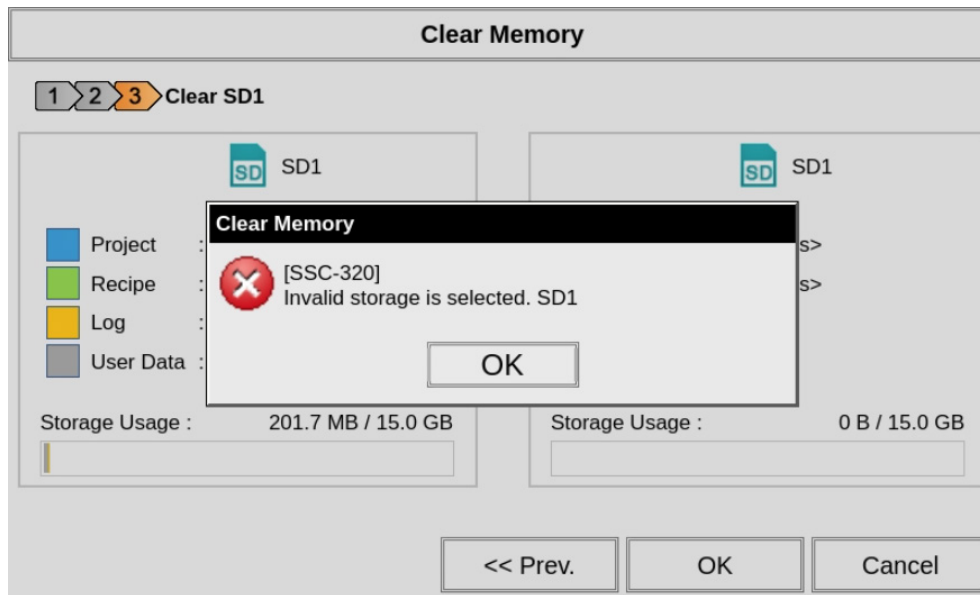 Clear Memory
1 2 3 Clear SD1
SD SD1
SD SD1
Clear Memory
[SSC-320]
Invalid storage is selected. SD1
OK
Project :
s>
Recipe :
s>
Log :
User Data :
Storage Usage : 201.7 MB / 15.0 GB
Storage Usage : 0 B / 15.0 GB
<< Prev. OK Cancel